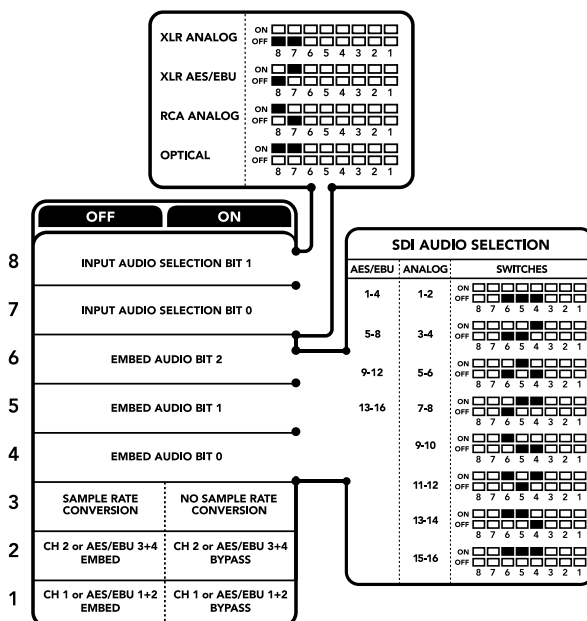 XLR ANALOG
ON
OFF
8 7 6 5 4 3 2 1
XLR AES/EBU
ON
OFF
8 7 6 5 4 3 2 1
RCA ANALOG
ON
OFF
8 7 6 5 4 3 2 1
OPTICAL
ON
OFF
8 7 6 5 4 3 2 1
OFF ON
8 INPUT AUDIO SELECTION BIT 1
7 INPUT AUDIO SELECTION BIT 0
6 EMBED AUDIO BIT 2
5 EMBED AUDIO BIT 1
4 EMBED AUDIO BIT 0
3 SAMPLE RATE CONVERSION NO SAMPLE RATE CONVERSION
2 CH 2 or AES/EBU 3+4 EMBED CH 2 or AES/EBU 3+4 BYPASS
1 CH 1 or AES/EBU 1+2 EMBED CH 1 or AES/EBU 1+2 BYPASS
SDI AUDIO SELECTION
AES/EBU ANALOG SWITCHES
1-4 1-2
ON
OFF
8 7 6 5 4 3 2 1
5-8 3-4
ON
OFF
8 7 6 5 4 3 2 1
9-12 5-6
ON
OFF
8 7 6 5 4 3 2 1
13-16 7-8
ON
OFF
8 7 6 5 4 3 2 1
9-10
ON
OFF
8 7 6 5 4 3 2 1
11-12
ON
OFF
8 7 6 5 4 3 2 1
13-14
ON
OFF
8 7 6 5 4 3 2 1
15-16
ON
OFF
8 7 6 5 4 3 2 1